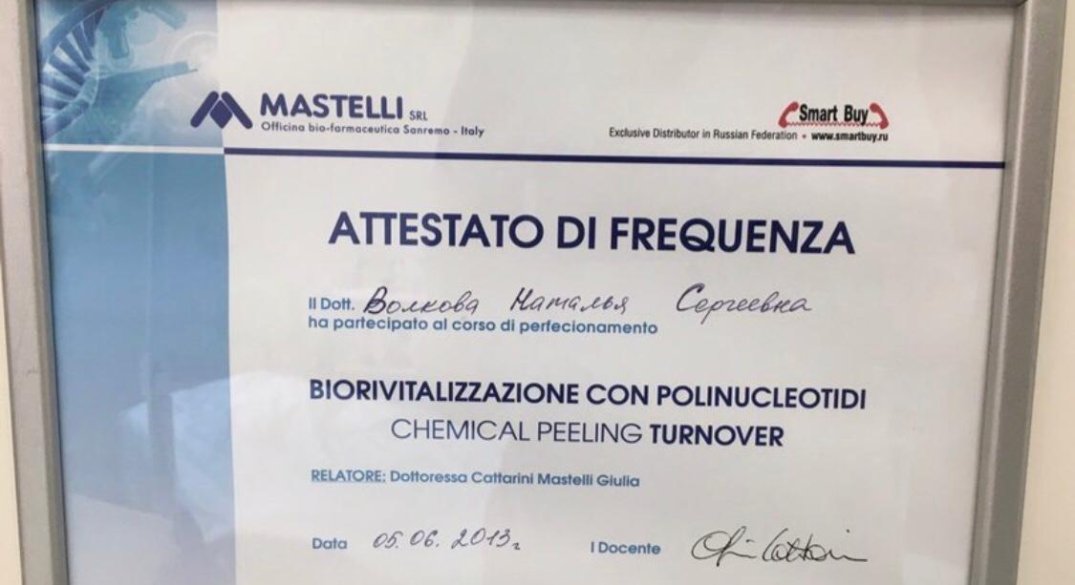 MASTELLI SRL
Officina bio-farmaceutica Sanremo - Italy
Smart Buy
Exclusive Distributor in Russian Federation • www.smartbuy.ru
ATTESTATO DI FREQUENZA
Il Dott. Волкова Наталья Сергеевна
ha partecipato al corso di perfecionamento
BIORIVITALIZZAZIONE CON POLINUCLEOTIDI
CHEMICAL PEELING TURNOVER
RELATORE: Dottoressa Cattarini Mastelli Giulia
Data 05.06.2013г I Docente